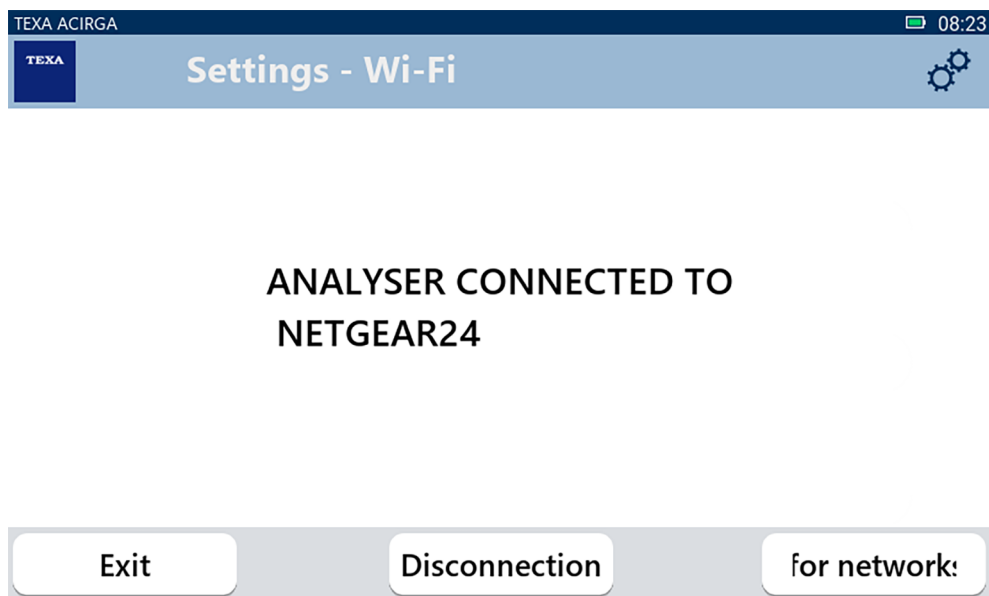 TEXA ACIRGA 08:23
TEXA Settings - Wi-Fi
ANALYSER CONNECTED TO
NETGEAR24
Exit Disconnection for networks